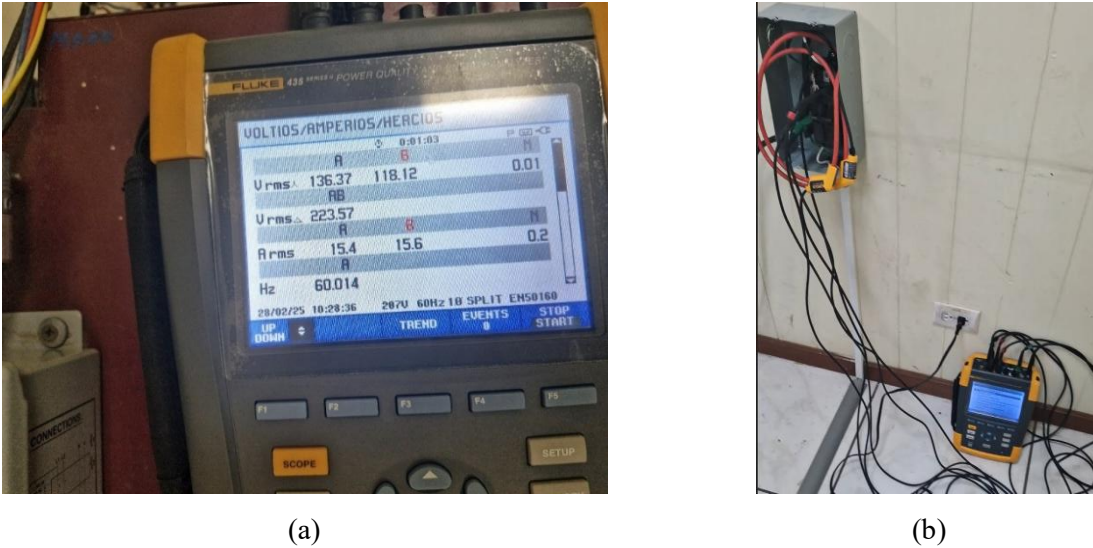 FLUKE 435 SERIES II POWER QUALITY
VOLTIOS/AMPERIOS/HERCIOS
0:01:03
A B N
Vrms 136.37 118.12 0.01
AB
Vrms 223.57
A B N
Arms 15.4 15.6 0.2
A
Hz 60.014
28/02/25 10:28:36 207V 60Hz 1Ø SPLIT EN50160
UP DOWN TREND EVENTS 0 STOP START
F1 F2 F3 F4 F5
SCOPE
SETUP
CONNECTIONS
(a)
(b)